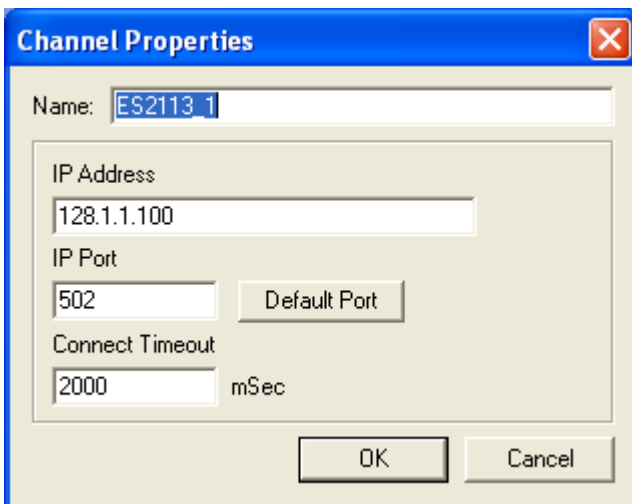 Channel Properties
Name: ES2113_1
IP Address
128.1.1.100
IP Port
502 Default Port
Connect Timeout
2000 mSec
OK Cancel